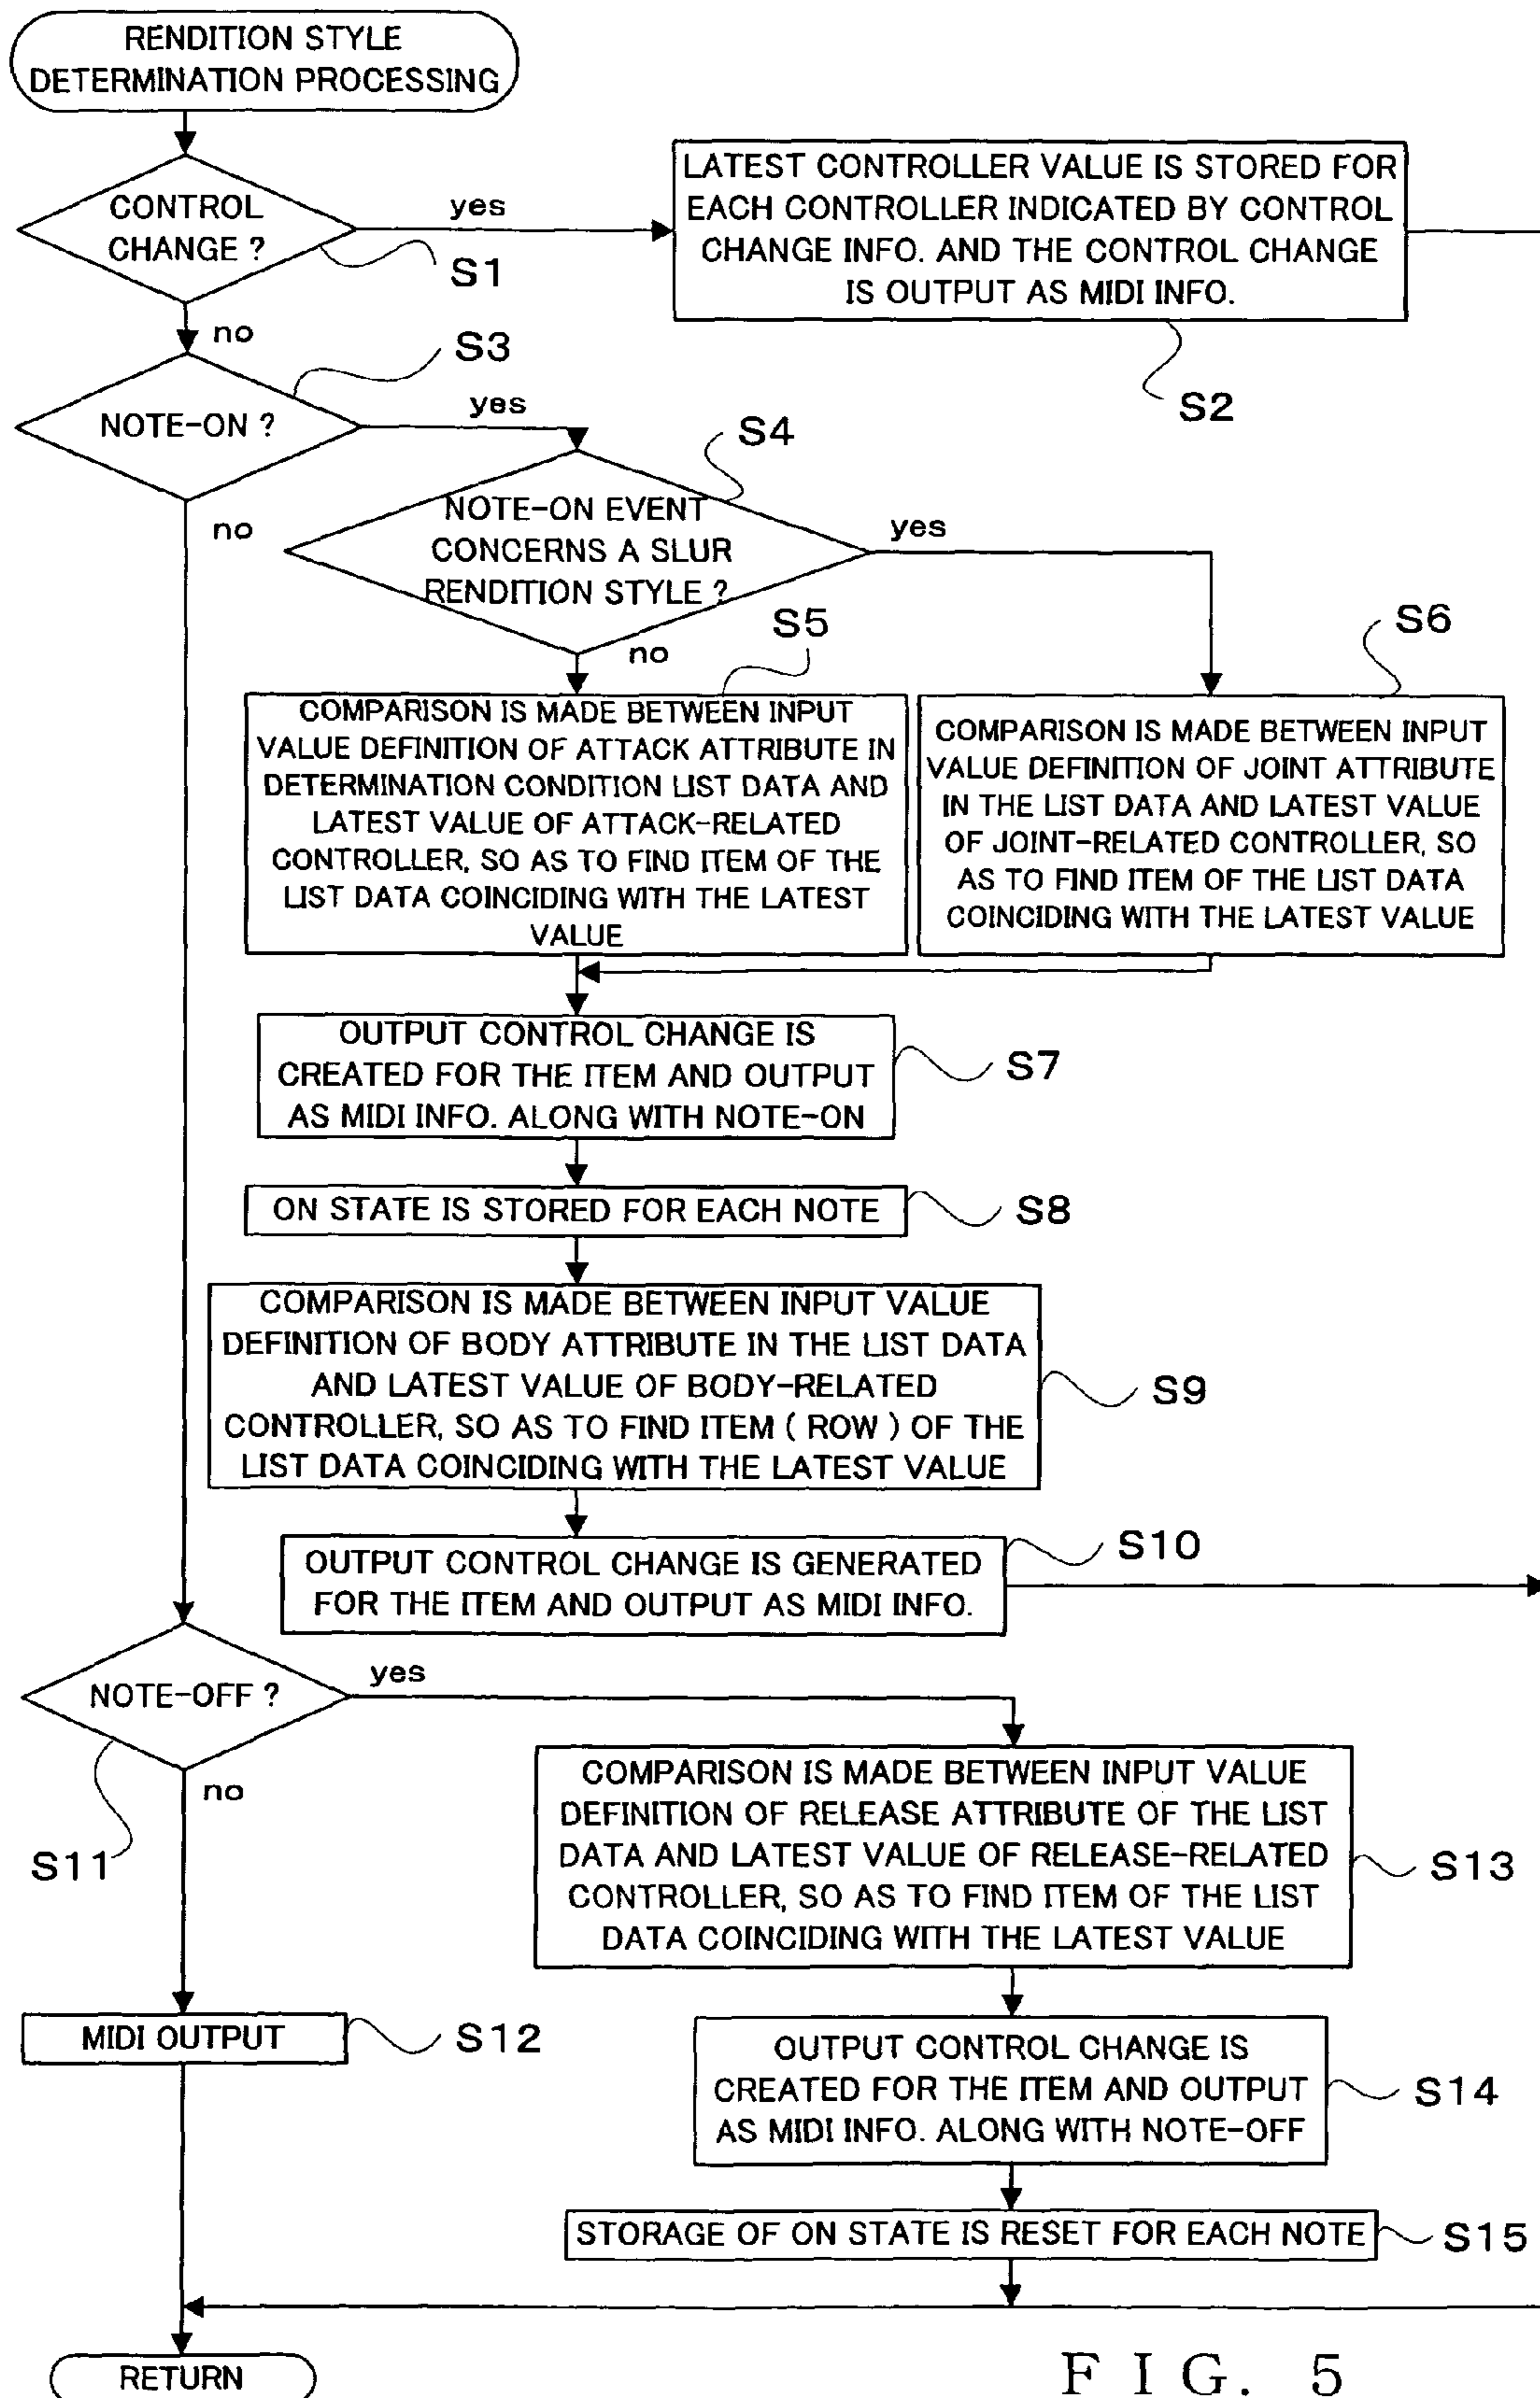 RENDITION STYLE
DETERMINATION PROCESSING
CONTROL
CHANGE ?
yes
S1
no
LATEST CONTROLLER VALUE IS STORED FOR
EACH CONTROLLER INDICATED BY CONTROL
CHANGE INFO. AND THE CONTROL CHANGE
IS OUTPUT AS MIDI INFO.
S2
NOTE-ON ?
S3
yes
no
NOTE-ON EVENT
CONCERNS A SLUR
RENDITION STYLE ?
S4
yes
no
S5
COMPARISON IS MADE BETWEEN INPUT
VALUE DEFINITION OF ATTACK ATTRIBUTE IN
DETERMINATION CONDITION LIST DATA AND
LATEST VALUE OF ATTACK-RELATED
CONTROLLER, SO AS TO FIND ITEM OF THE
LIST DATA COINCIDING WITH THE LATEST
VALUE
S6
COMPARISON IS MADE BETWEEN INPUT
VALUE DEFINITION OF JOINT ATTRIBUTE
IN THE LIST DATA AND LATEST VALUE
OF JOINT-RELATED CONTROLLER, SO
AS TO FIND ITEM OF THE LIST DATA
COINCIDING WITH THE LATEST VALUE
OUTPUT CONTROL CHANGE IS
CREATED FOR THE ITEM AND OUTPUT
AS MIDI INFO. ALONG WITH NOTE-ON
S7
ON STATE IS STORED FOR EACH NOTE
S8
COMPARISON IS MADE BETWEEN INPUT VALUE
DEFINITION OF BODY ATTRIBUTE IN THE LIST DATA
AND LATEST VALUE OF BODY-RELATED
CONTROLLER, SO AS TO FIND ITEM ( ROW ) OF THE
LIST DATA COINCIDING WITH THE LATEST VALUE
S9
OUTPUT CONTROL CHANGE IS GENERATED
FOR THE ITEM AND OUTPUT AS MIDI INFO.
S10
NOTE-OFF ?
yes
no
S11
COMPARISON IS MADE BETWEEN INPUT VALUE
DEFINITION OF RELEASE ATTRIBUTE OF THE LIST
DATA AND LATEST VALUE OF RELEASE-RELATED
CONTROLLER, SO AS TO FIND ITEM OF THE LIST
DATA COINCIDING WITH THE LATEST VALUE
S13
MIDI OUTPUT
S12
OUTPUT CONTROL CHANGE IS
CREATED FOR THE ITEM AND OUTPUT
AS MIDI INFO. ALONG WITH NOTE-OFF
S14
STORAGE OF ON STATE IS RESET FOR EACH NOTE
S15
RETURN
FIG. 5